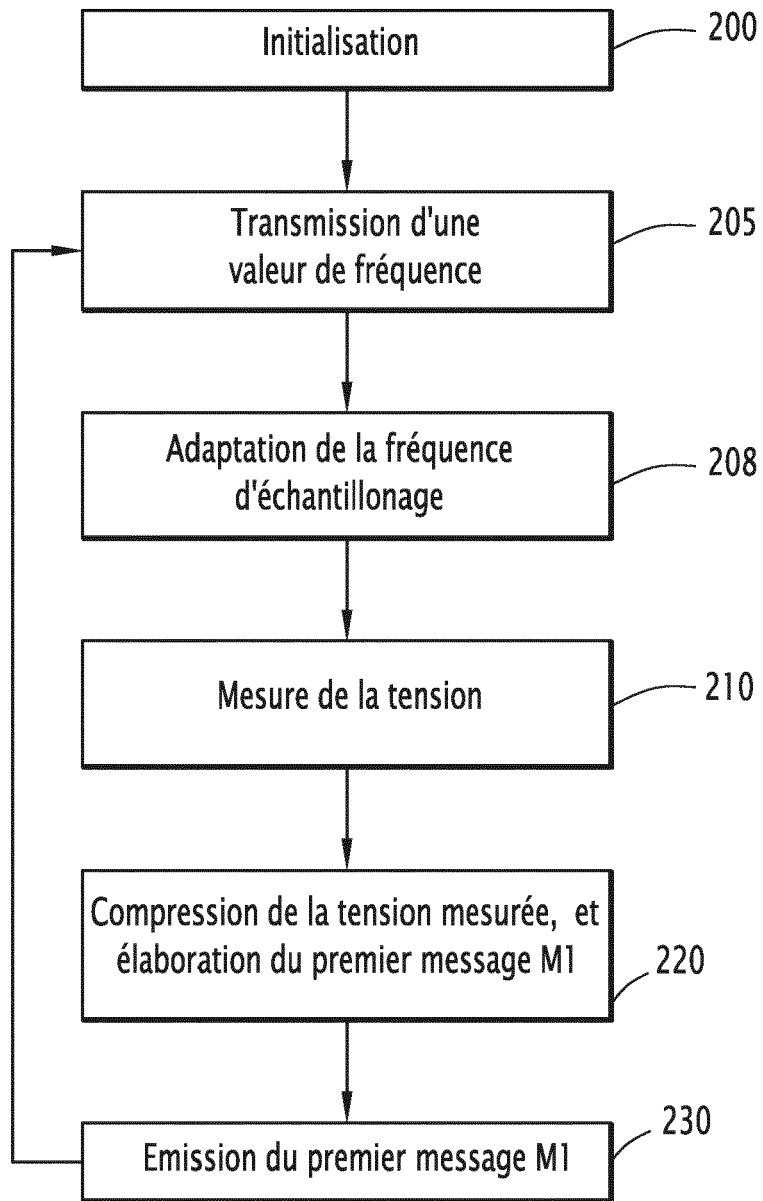 Initialisation
200
Transmission d'une
valeur de fréquence
205
Adaptation de la fréquence
d'échantillonage
208
Mesure de la tension
210
Compression de la tension mesurée, et
élaboration du premier message M1
220
Emission du premier message M1
230